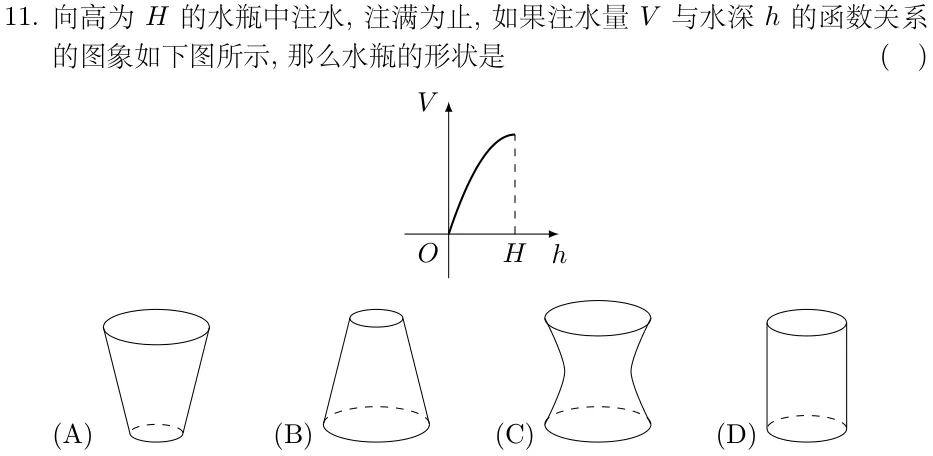 11. 向高为 H 的水瓶中注水, 注满为止, 如果注水量 V 与水深 h 的函数关系
的图象如下图所示, 那么水瓶的形状是 ( )
V
O H h
(A) (B) (C) (D)